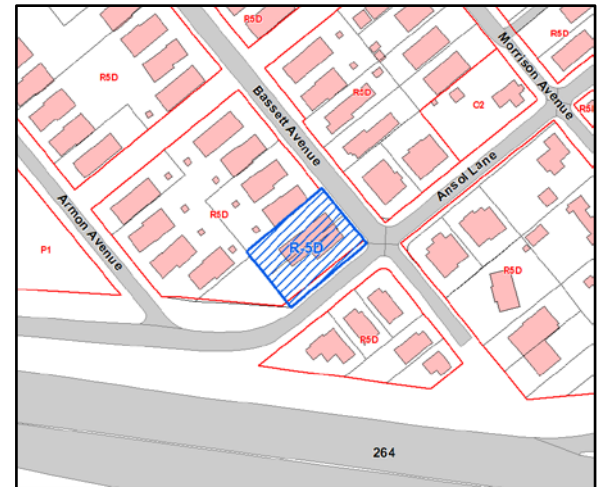 R5D
R5D
Morrison Avenue
R5D
Bassett Avenue
R5D
C2
R5
Ansol Lane
Armon Avenue
R5D
R-5D
P1
R5D
R5D
264